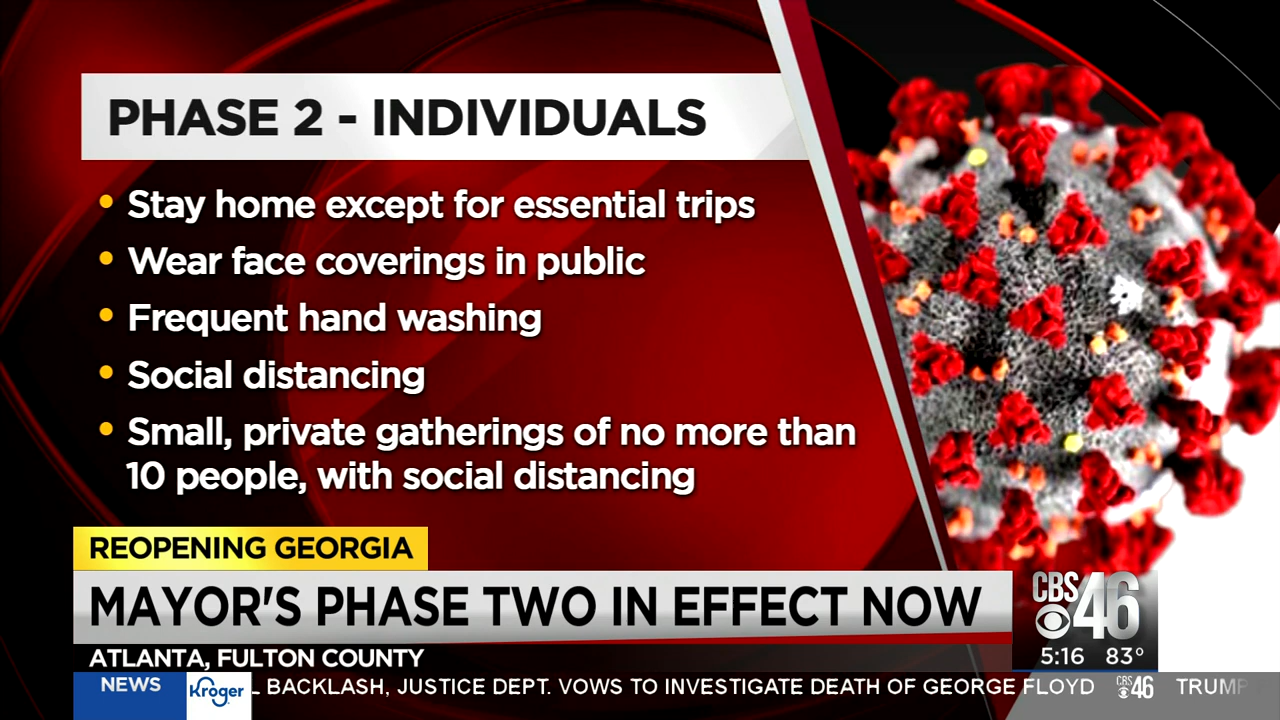 PHASE 2 - INDIVIDUALS
• Stay home except for essential trips
• Wear face coverings in public
• Frequent hand washing
• Social distancing
• Small, private gatherings of no more than
10 people, with social distancing
REOPENING GEORGIA
MAYOR'S PHASE TWO IN EFFECT NOW
CBS 46
ATLANTA, FULTON COUNTY
5:16 83°
NEWS Kroger L BACKLASH, JUSTICE DEPT. VOWS TO INVESTIGATE DEATH OF GEORGE FLOYD CBS 46 TRUMP